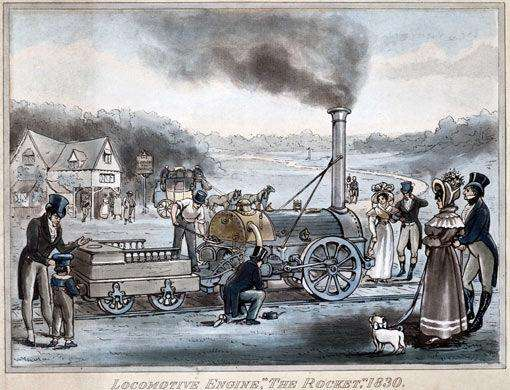 LOCOMOTIVE ENGINE, "THE ROCKET," 1830.